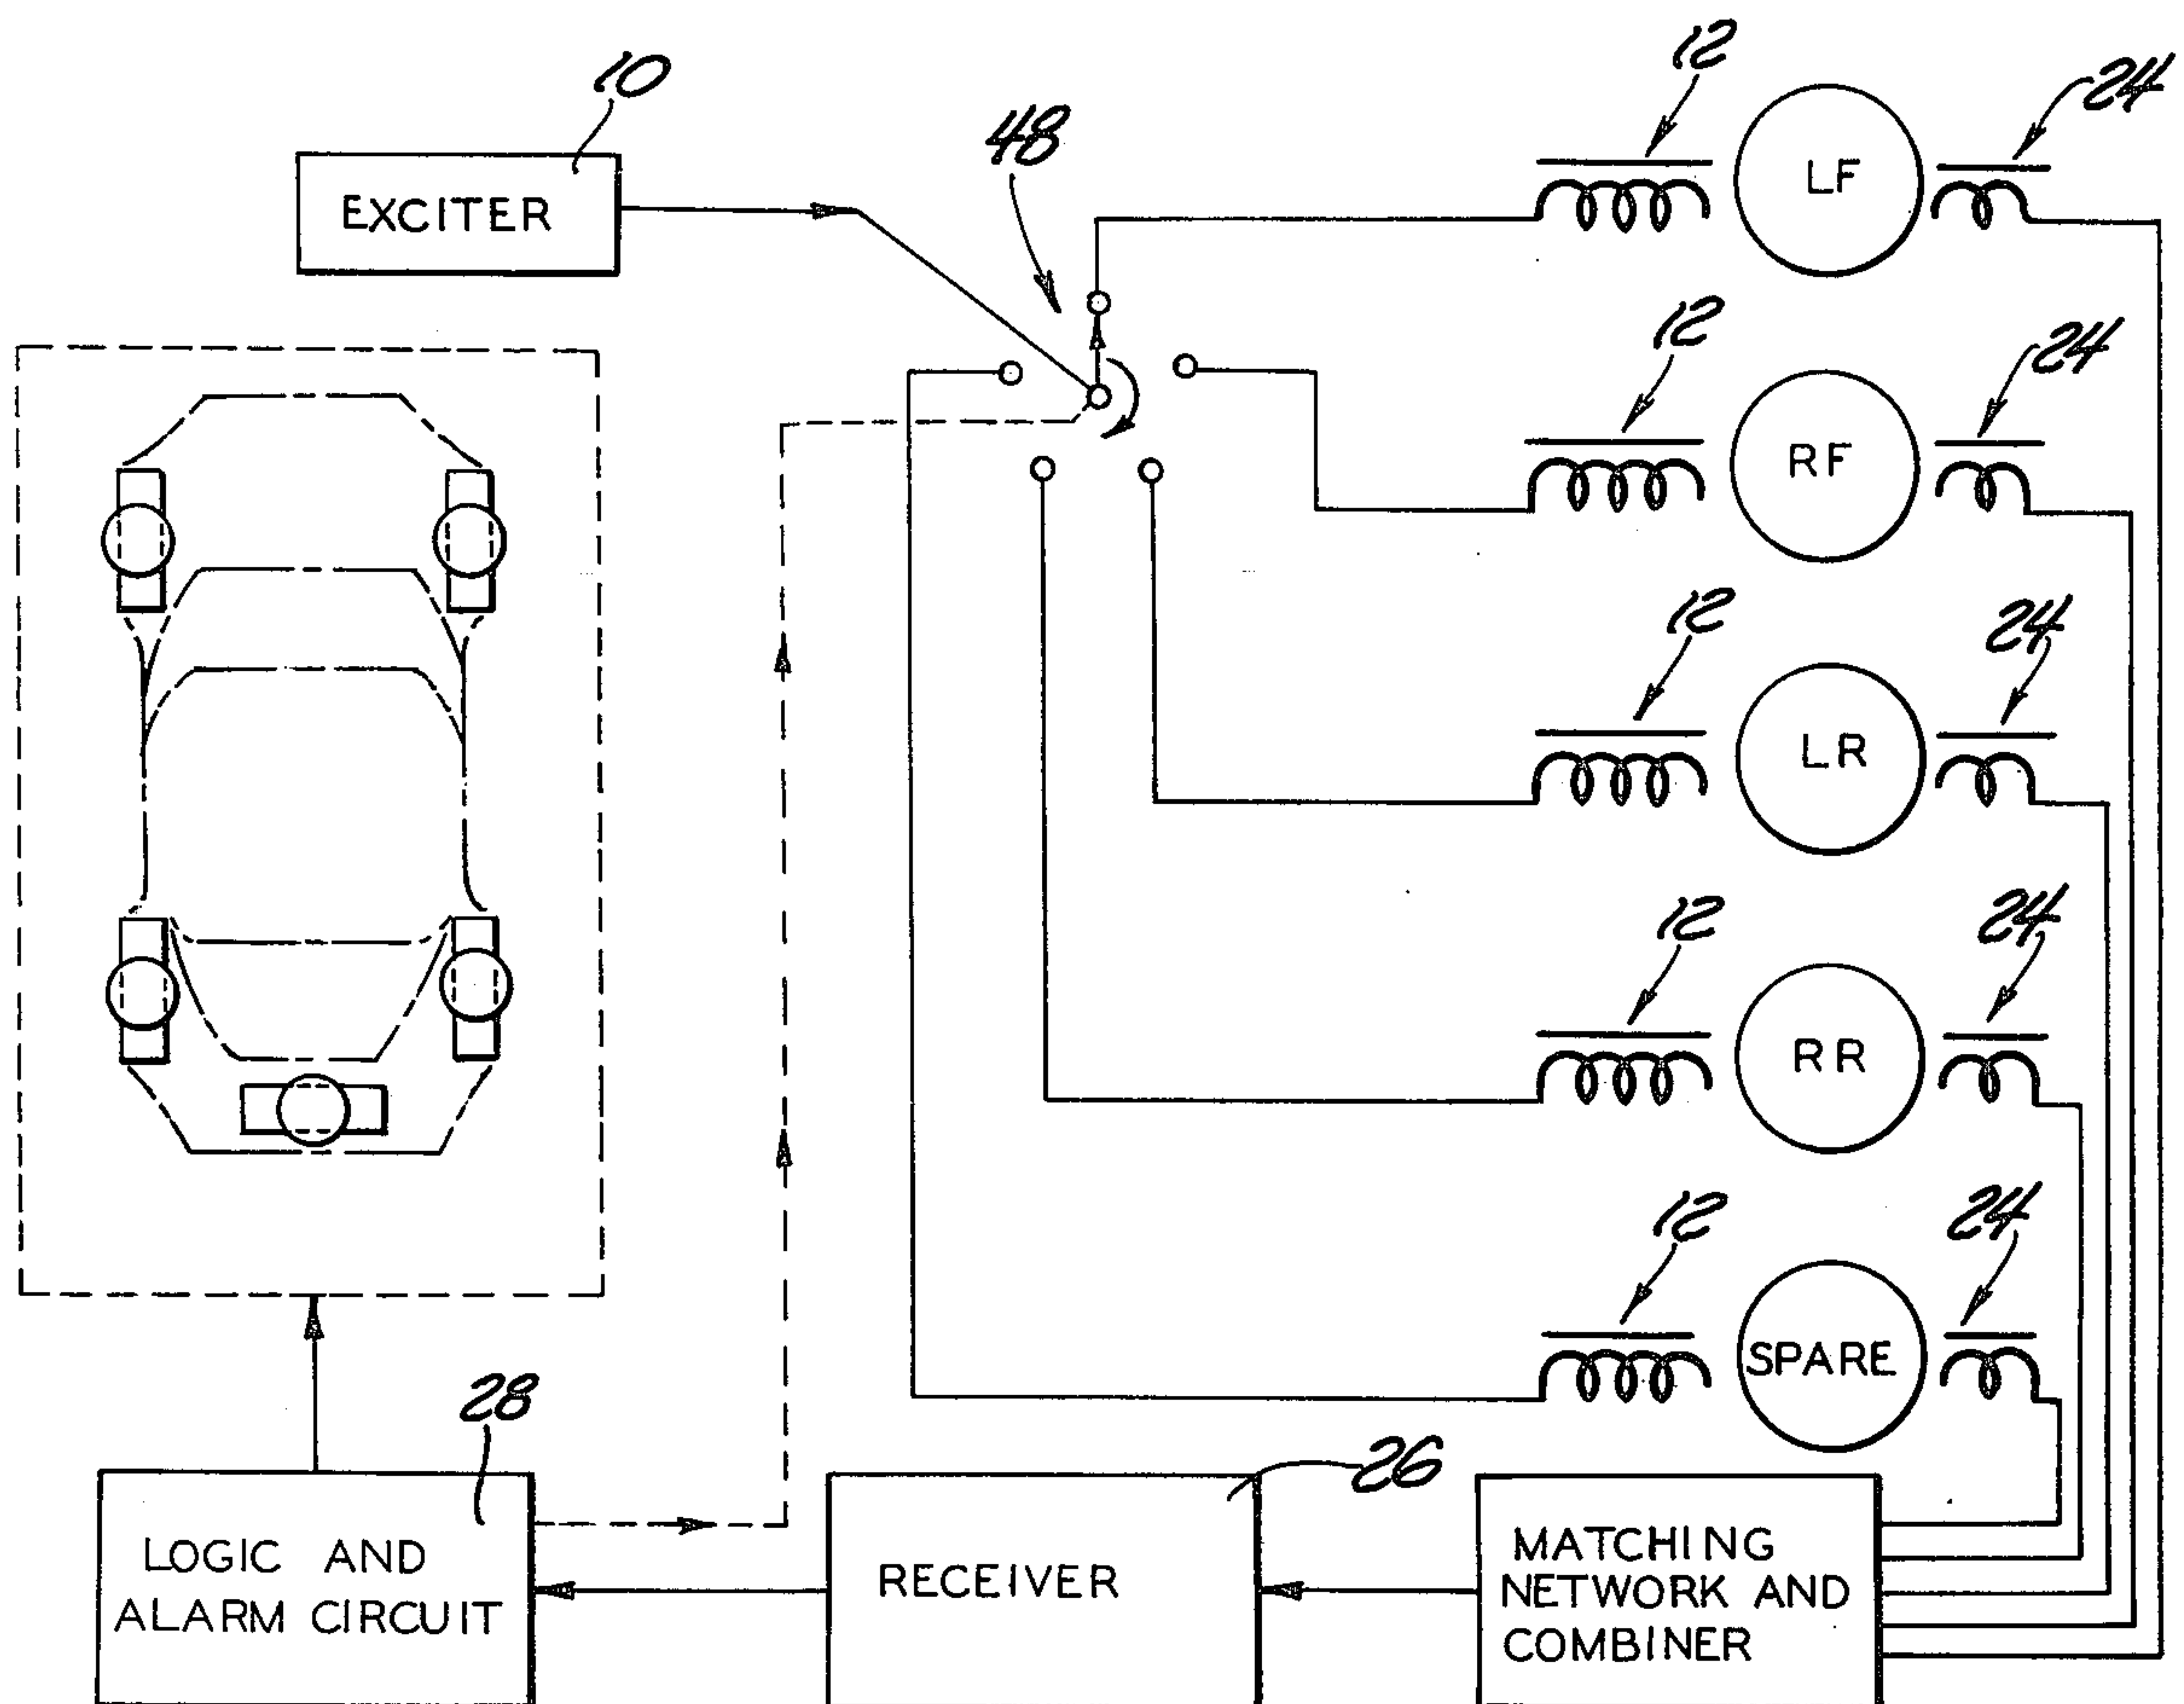 10
EXCITER
48
12
LF
24
12
RF
24
12
LR
24
12
RR
24
12
SPARE
24
28
LOGIC AND
ALARM CIRCUIT
26
RECEIVER
MATCHING
NETWORK AND
COMBINER